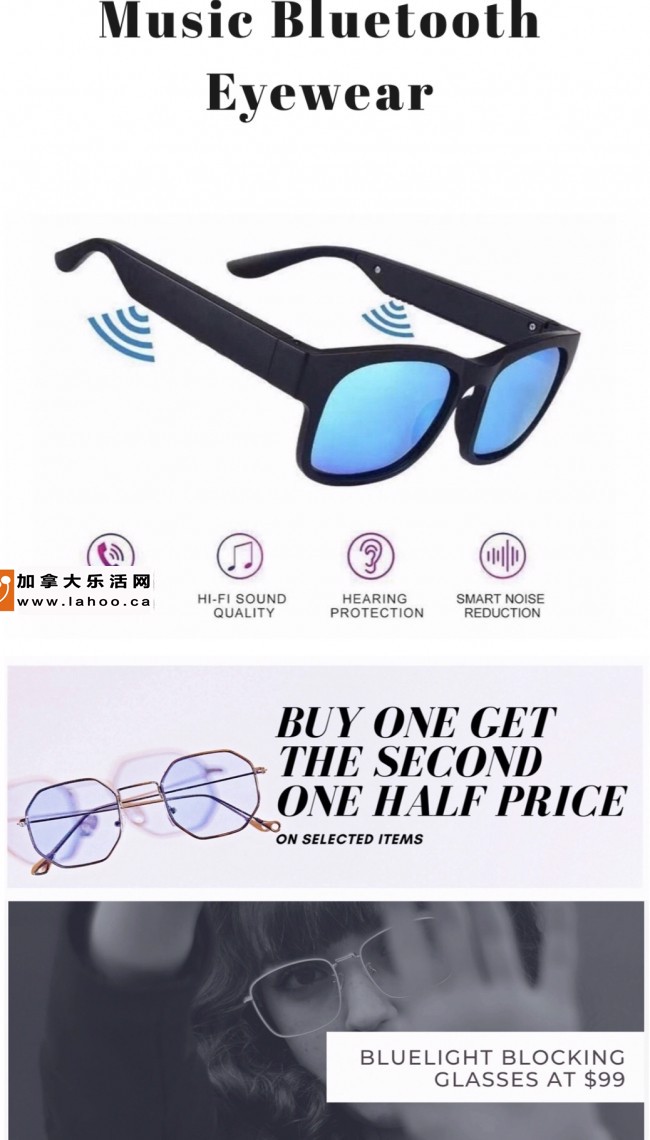 Music Bluetooth
Eyewear
加拿大乐活网
www.lahoo.ca
HI-FI SOUND
QUALITY
HEARING
PROTECTION
SMART NOISE
REDUCTION
BUY ONE GET
THE SECOND
ONE HALF PRICE
ON SELECTED ITEMS
BLUELIGHT BLOCKING
GLASSES AT $99